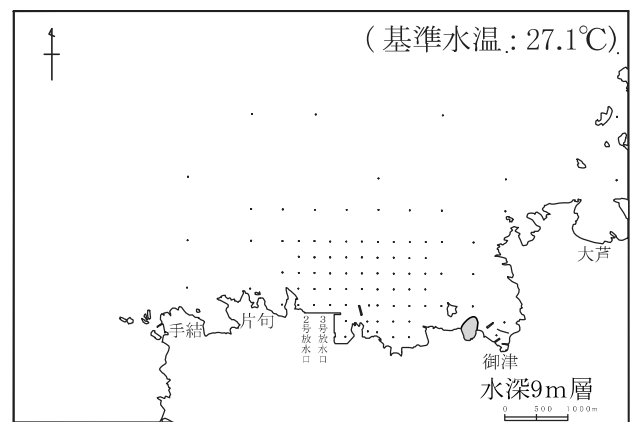 (基準水温:27.1℃)
大芦
手結
片句
2号放水口
3号放水口
御津
水深9m層
0 500 1000m